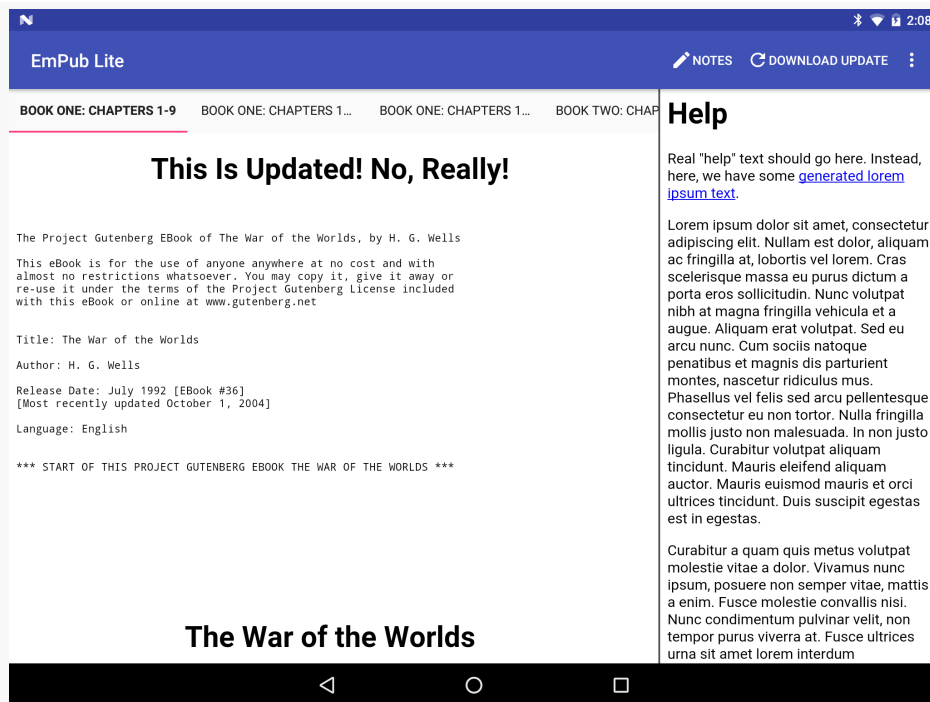 2:08
EmPub Lite
NOTES
DOWNLOAD UPDATE
BOOK ONE: CHAPTERS 1-9
BOOK ONE: CHAPTERS 1...
BOOK ONE: CHAPTERS 1...
BOOK TWO: CHAP
This Is Updated! No, Really!
The Project Gutenberg EBook of The War of the Worlds, by H. G. Wells
This eBook is for the use of anyone anywhere at no cost and with
almost no restrictions whatsoever. You may copy it, give it away or
re-use it under the terms of the Project Gutenberg License included
with this eBook or online at www.gutenberg.net
Title: The War of the Worlds
Author: H. G. Wells
Release Date: July 1992 [EBook #36]
[Most recently updated October 1, 2004]
Language: English
*** START OF THIS PROJECT GUTENBERG EBOOK THE WAR OF THE WORLDS ***
The War of the Worlds
Help
Real "help" text should go here. Instead,
here, we have some generated lorem
ipsum text.
Lorem ipsum dolor sit amet, consectetur
adipiscing elit. Nullam est dolor, aliquam
ac fringilla at, lobortis vel lorem. Cras
scelerisque massa eu purus dictum a
porta eros sollicitudin. Nunc volutpat
nibh at magna fringilla vehicula et a
augue. Aliquam erat volutpat. Sed eu
arcu nunc. Cum sociis natoque
penatibus et magnis dis parturient
montes, nascetur ridiculus mus.
Phasellus vel felis sed arcu pellentesque
consectetur eu non tortor. Nulla fringilla
mollis justo non malesuada. In non justo
ligula. Curabitur volutpat aliquam
tincidunt. Mauris eleifend aliquam
auctor. Mauris euismod mauris et orci
ultrices tincidunt. Duis suscipit egestas
est in egestas.
Curabitur a quam quis metus volutpat
molestie vitae a dolor. Vivamus nunc
ipsum, posuere non semper vitae, mattis
a enim. Fusce molestie convallis nisi.
Nunc condimentum pulvinar velit, non
tempor purus viverra at. Fusce ultrices
urna sit amet lorem interdum